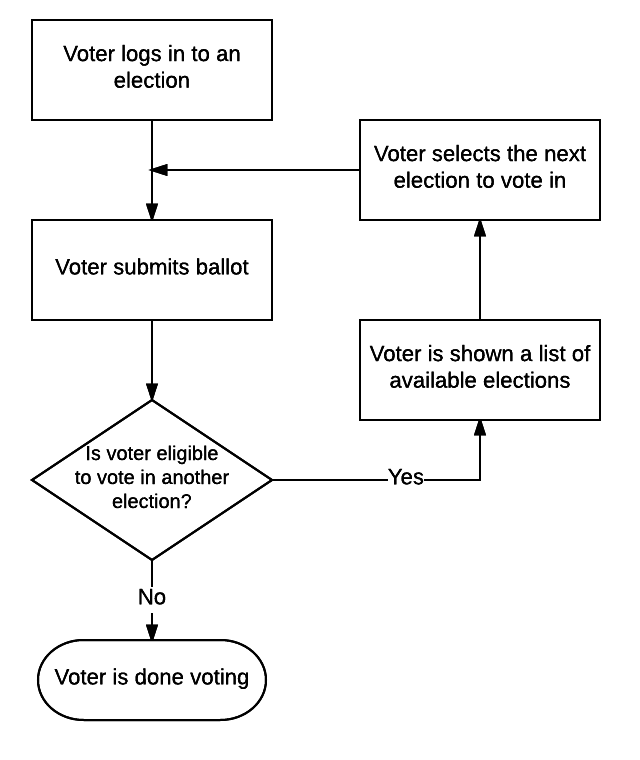 Voter logs in to an
election
Voter selects the next
election to vote in
Voter submits ballot
Voter is shown a list of
available elections
Is voter eligible
to vote in another
election?
Yes
No
Voter is done voting